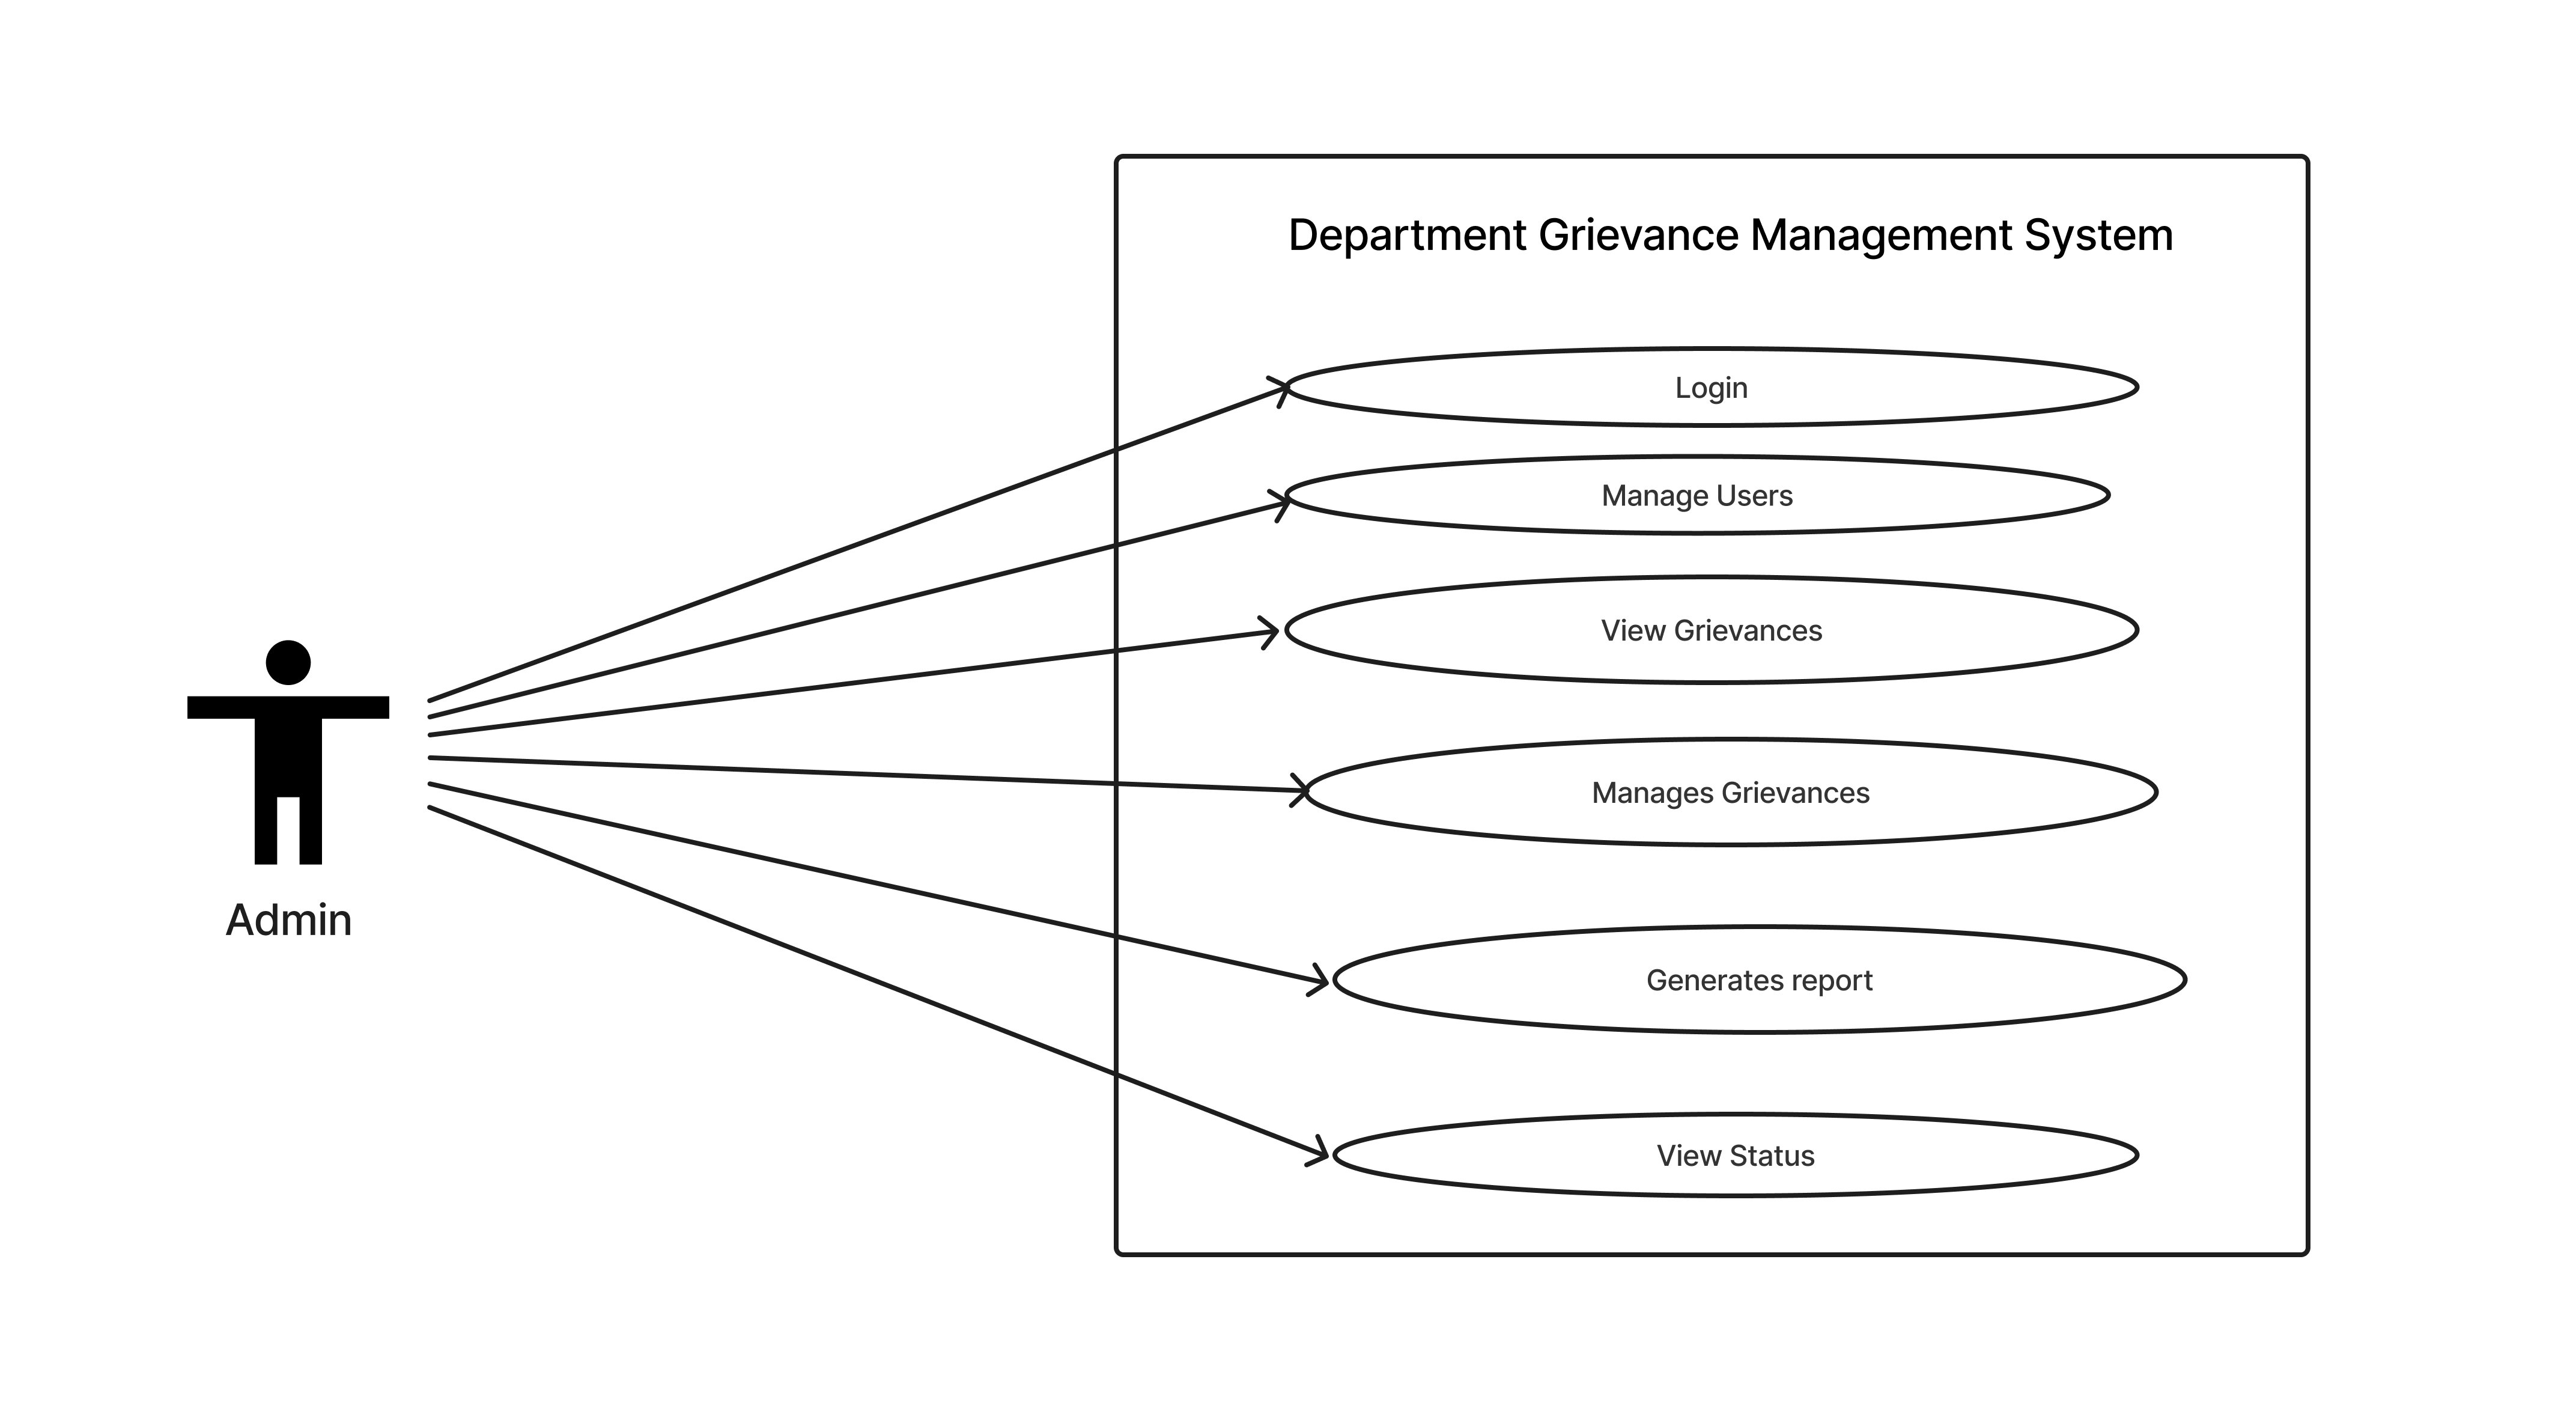 Department Grievance Management System
Login
Manage Users
View Grievances
Manages Grievances
Admin
Generates report
View Status